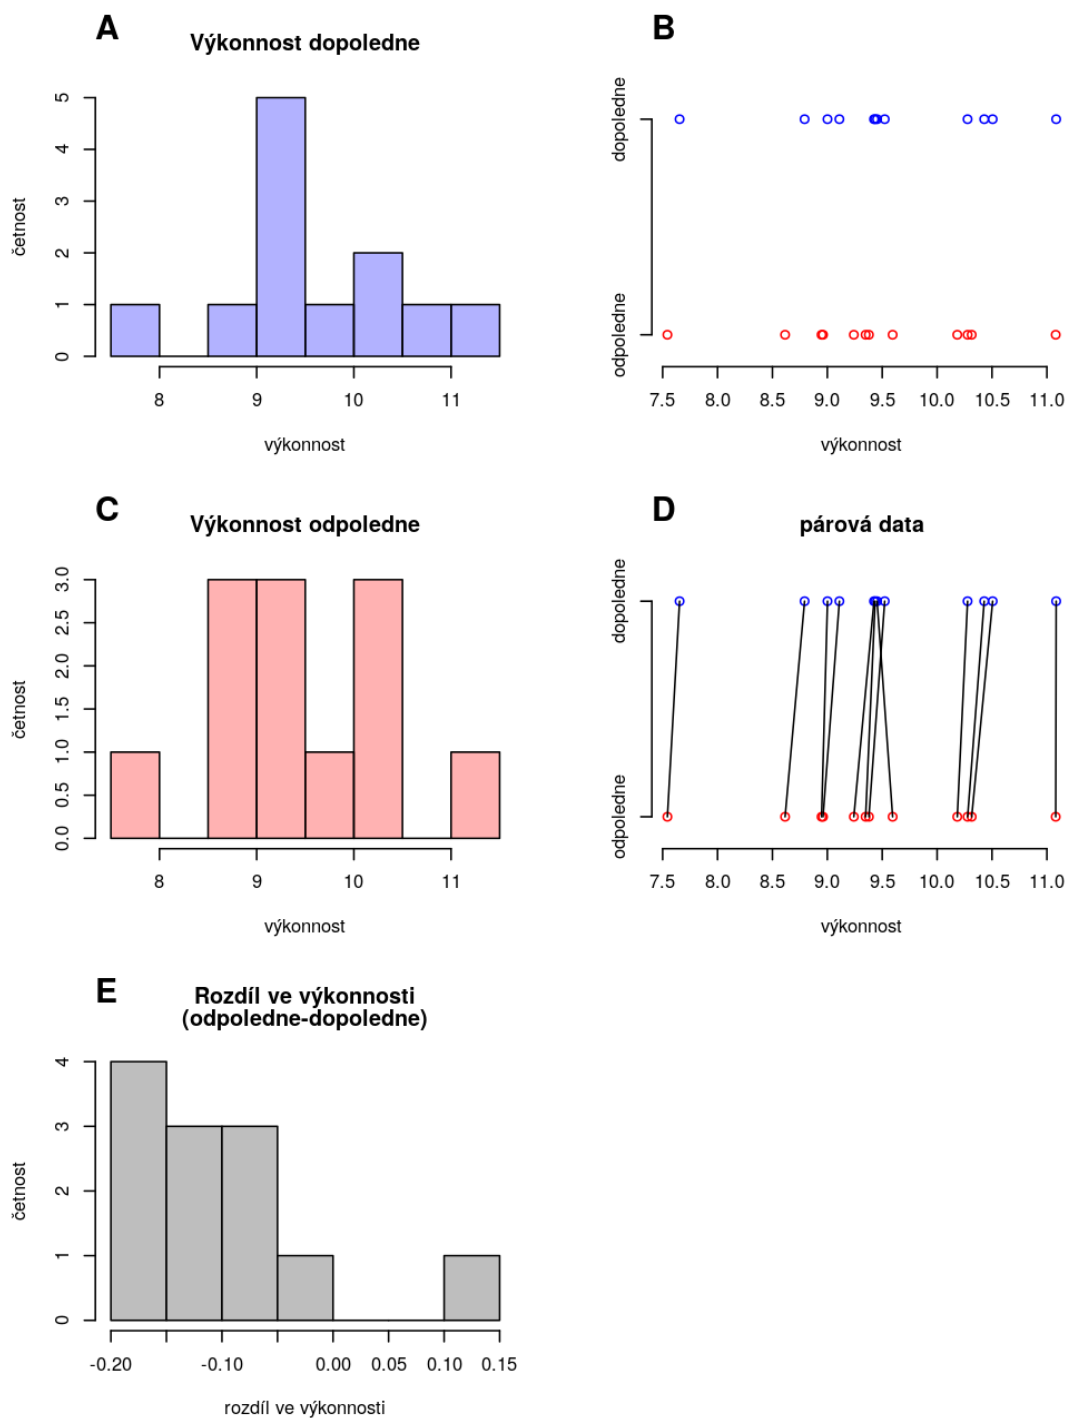 A
Výkonnost dopoledne
četnost
5
4
3
2
1
0
8 9 10 11
výkonnost
B
dopoledne
odpoledne
7.5 8.0 8.5 9.0 9.5 10.0 10.5 11.0
výkonnost
C
Výkonnost odpoledne
četnost
3.0
2.5
2.0
1.5
1.0
0.5
0.0
8 9 10 11
výkonnost
D
párová data
dopoledne
odpoledne
7.5 8.0 8.5 9.0 9.5 10.0 10.5 11.0
výkonnost
E
Rozdíl ve výkonnosti
(odpoledne-dopoledne)
četnost
4
3
2
1
0
-0.20 -0.10 0.00 0.05 0.10 0.15
rozdíl ve výkonnosti